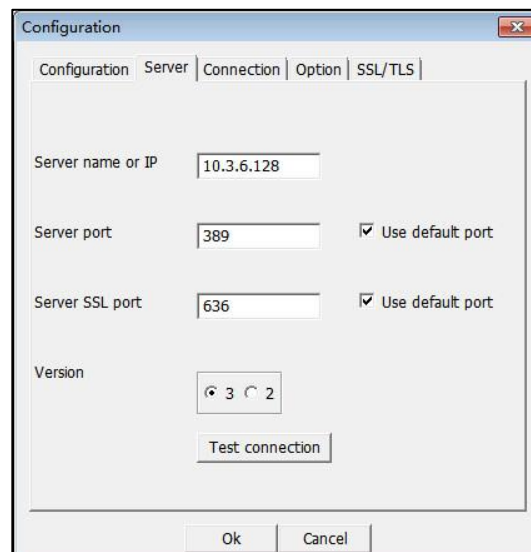 Configuration
Configuration Server Connection Option SSL/TLS
Server name or IP 10.3.6.128
Server port 389 Use default port
Server SSL port 636 Use default port
Version
3 2
Test connection
Ok Cancel